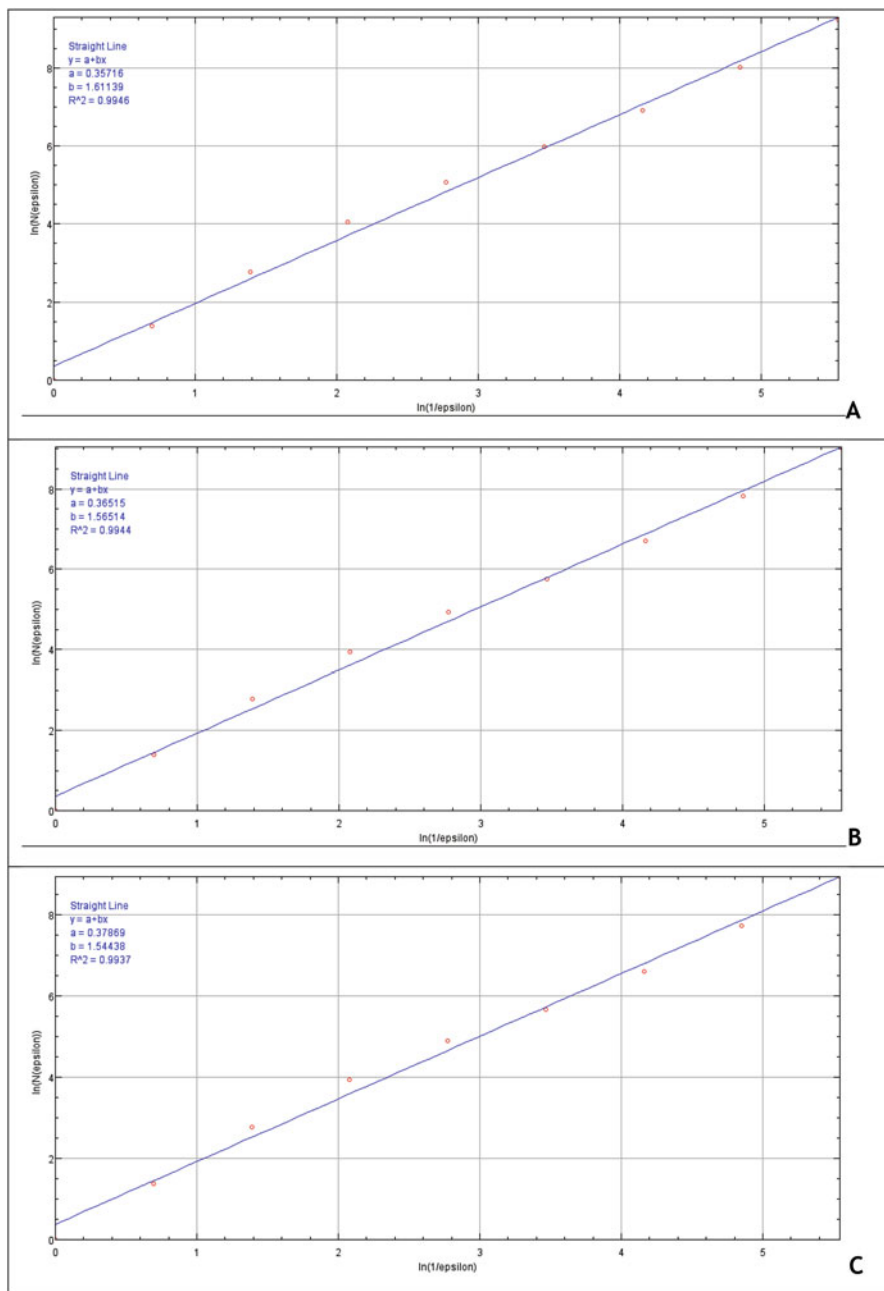 Straight Line
y = a+bx
a = 0.35716
b = 1.61139
R^2 = 0.9946
ln(N(epsilon))
8
6
4
2
0
0 1 2 3 4 5
ln(1/epsilon)
A
Straight Line
y = a+bx
a = 0.36515
b = 1.56514
R^2 = 0.9944
ln(N(epsilon))
8
6
4
2
0
0 1 2 3 4 5
ln(1/epsilon)
B
Straight Line
y = a+bx
a = 0.37869
b = 1.54438
R^2 = 0.9937
ln(N(epsilon))
8
6
4
2
0
0 1 2 3 4 5
ln(1/epsilon)
C